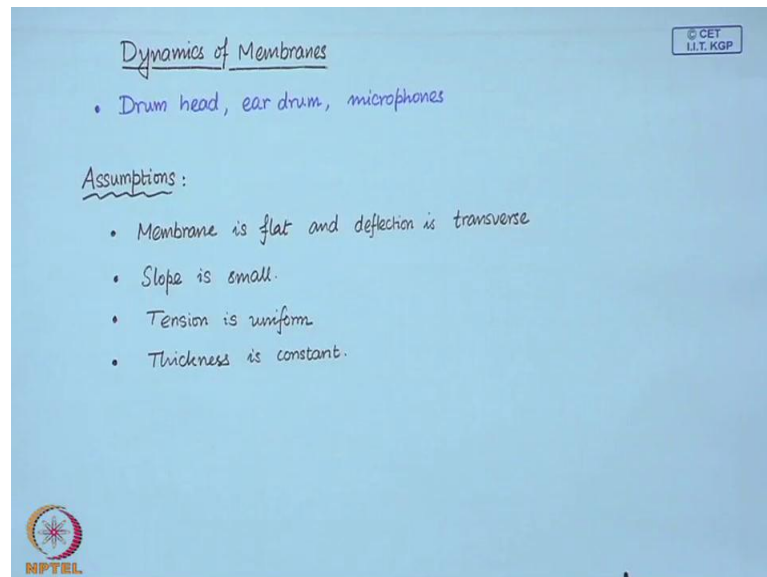 Dynamics of Membranes
© CET
I.I.T. KGP
• Drum head, ear drum, microphones
Assumptions:
• Membrane is flat and deflection is transverse
• Slope is small.
• Tension is uniform
• Thickness is constant.
NPTEL